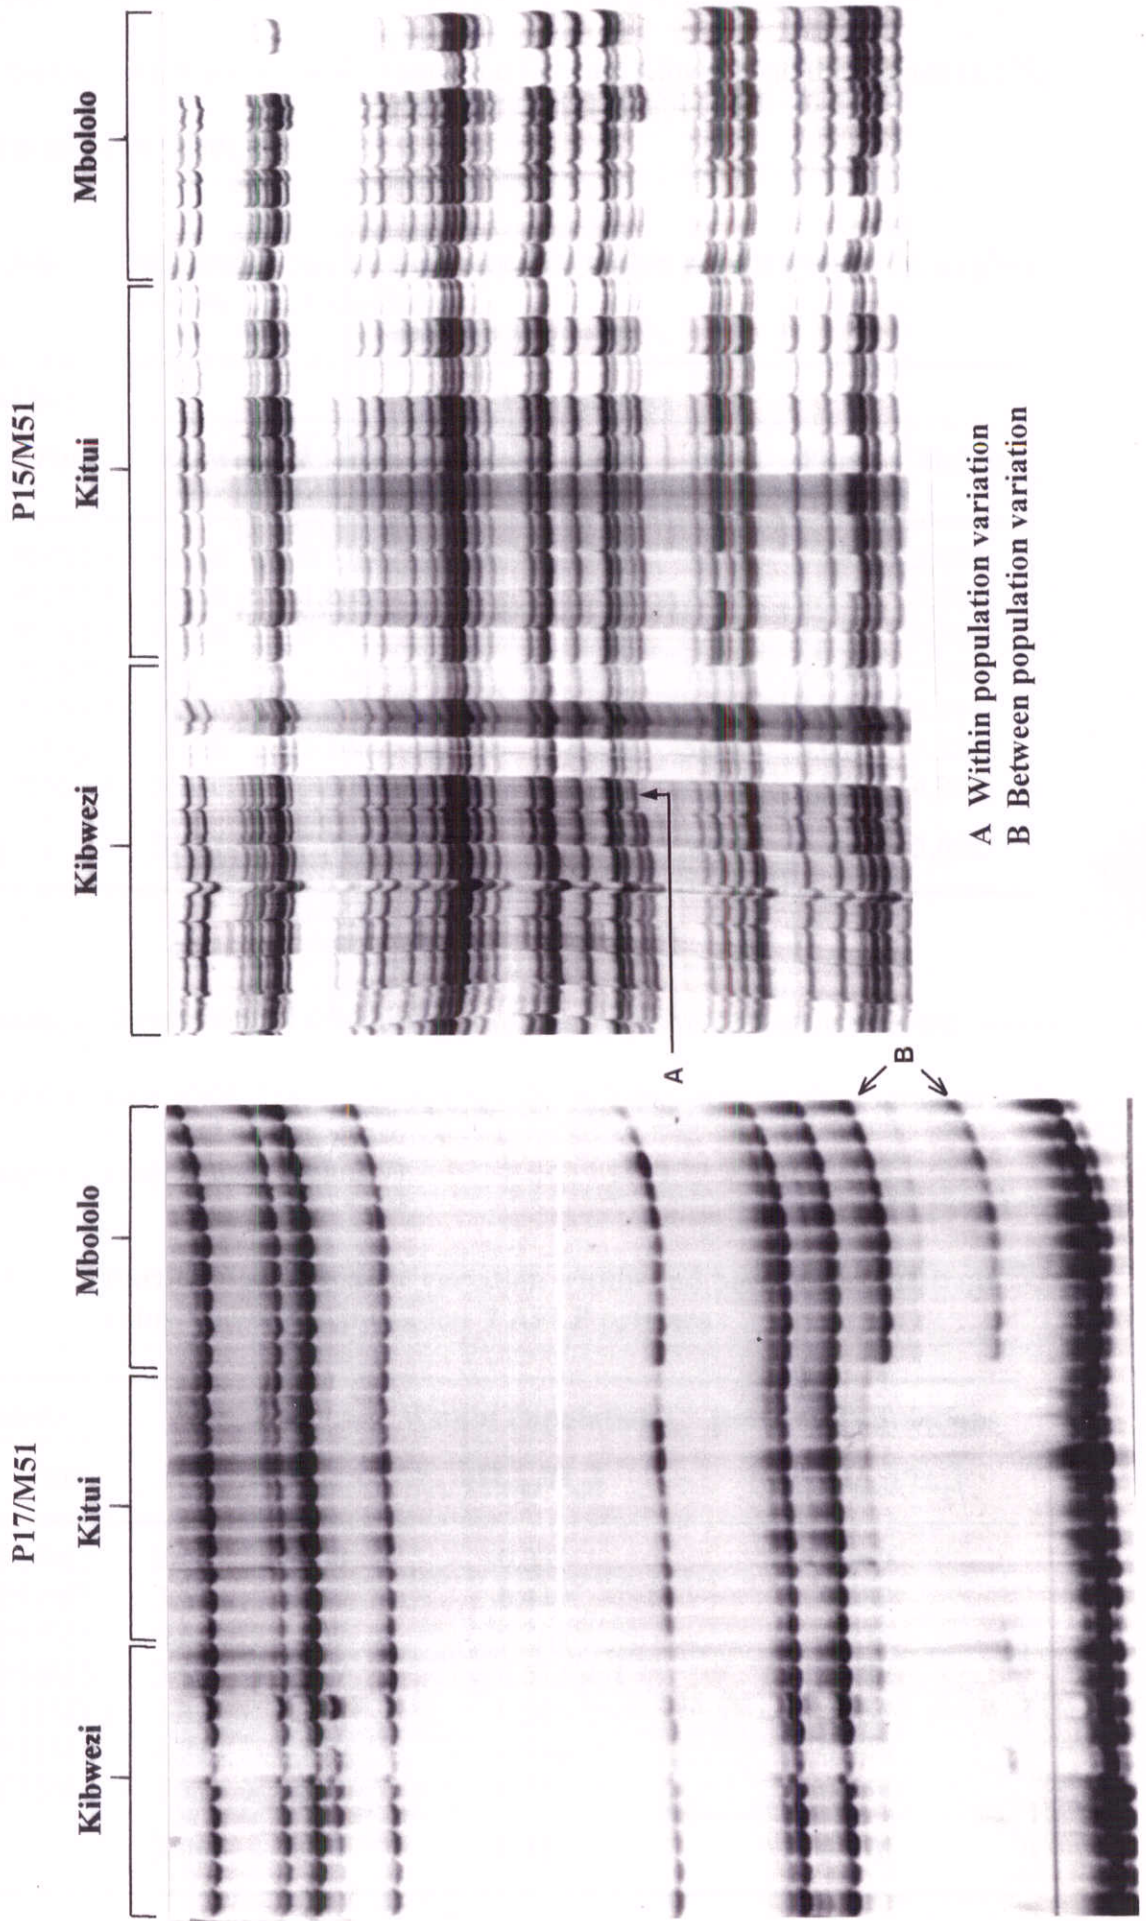 P17/M51
P15/M51
Kibwezi
Kitui
Mbololo
Kibwezi
Kitui
Mbololo
A
B
A Within population variation
B Between population variation